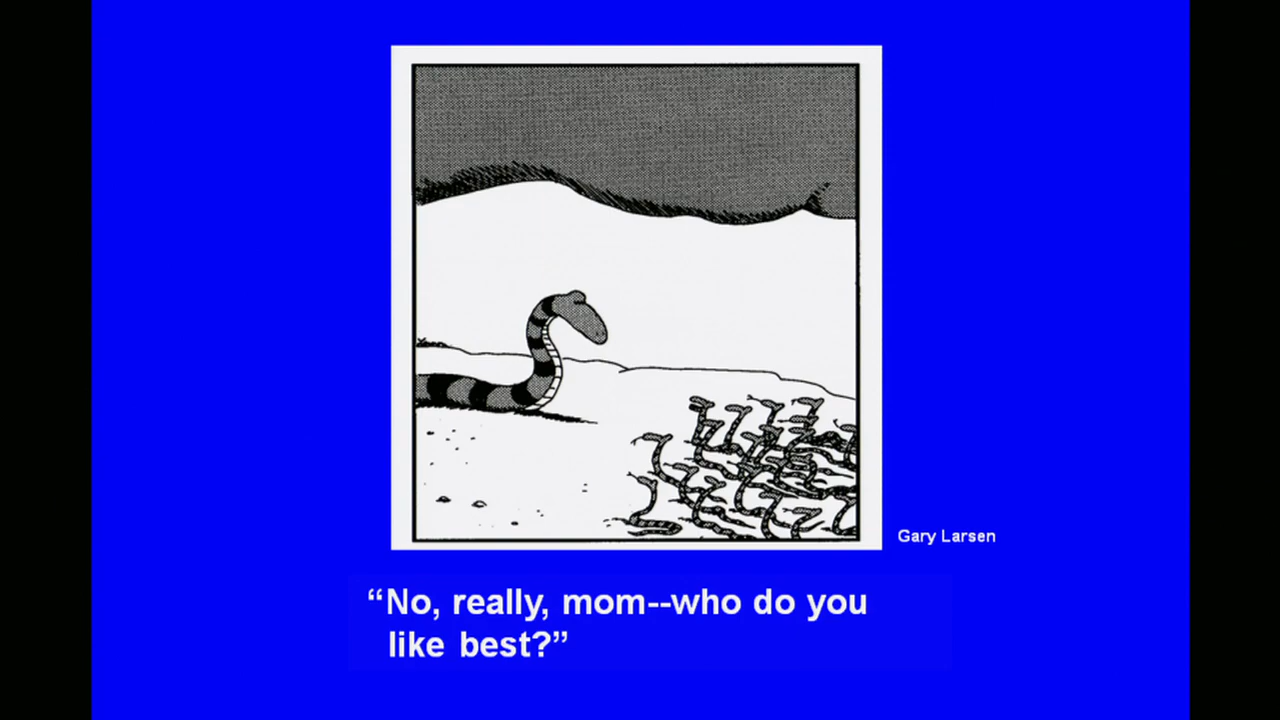 Gary Larsen
“No, really, mom--who do you
like best?”